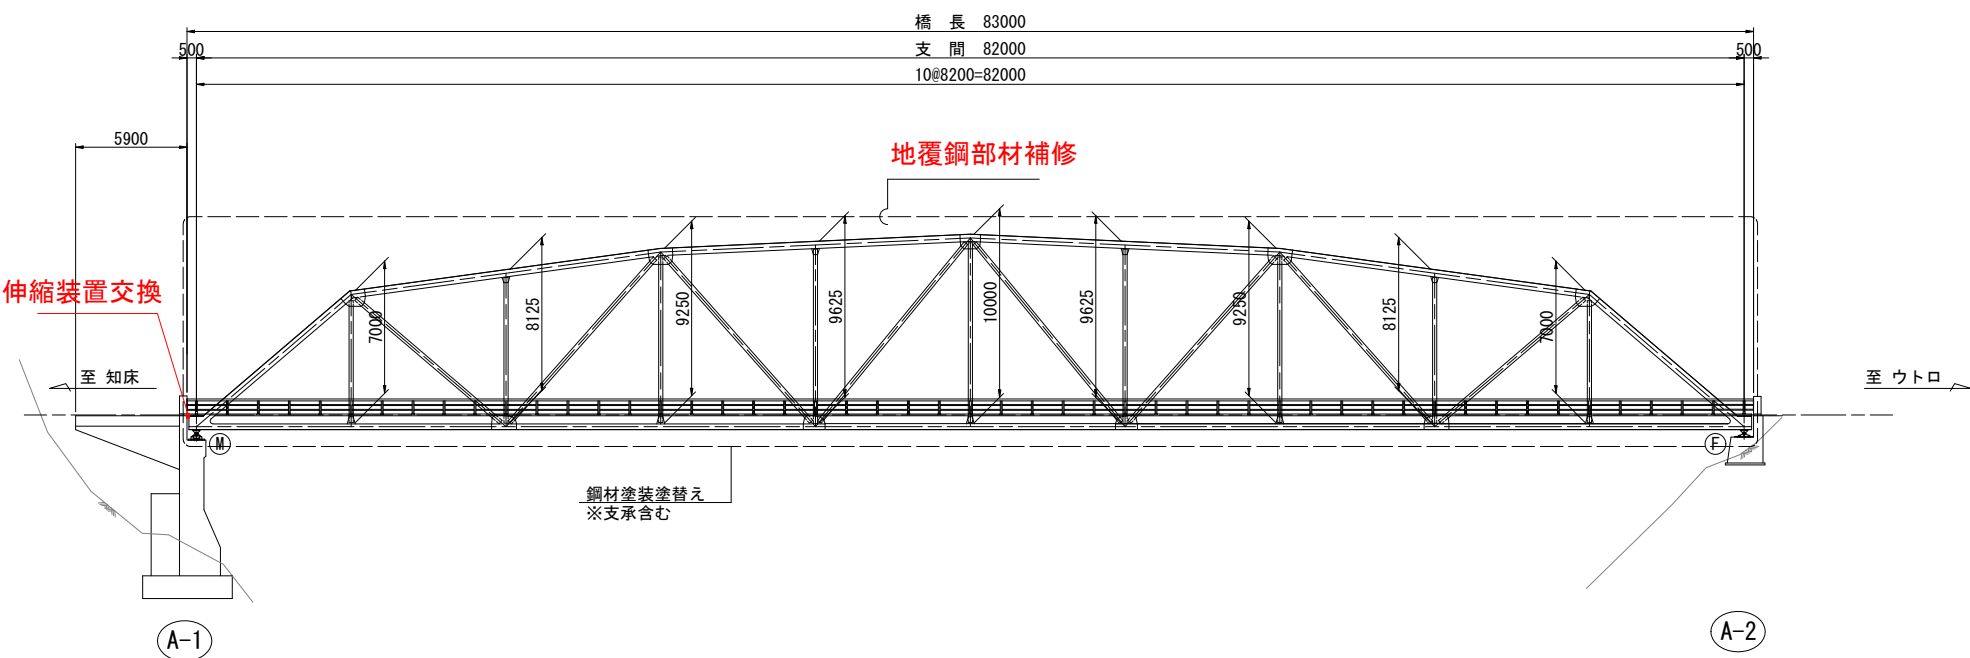 橋 長 83000
500
支 間 82000
500
10@8200=82000
5900
地覆鋼部材補修
伸縮装置交換
7000
8125
9250
9625
10000
9625
9250
8125
7000
至 知床
至 ウトロ
M
F
鋼材塗装塗替え
※支承含む
A-1
A-2